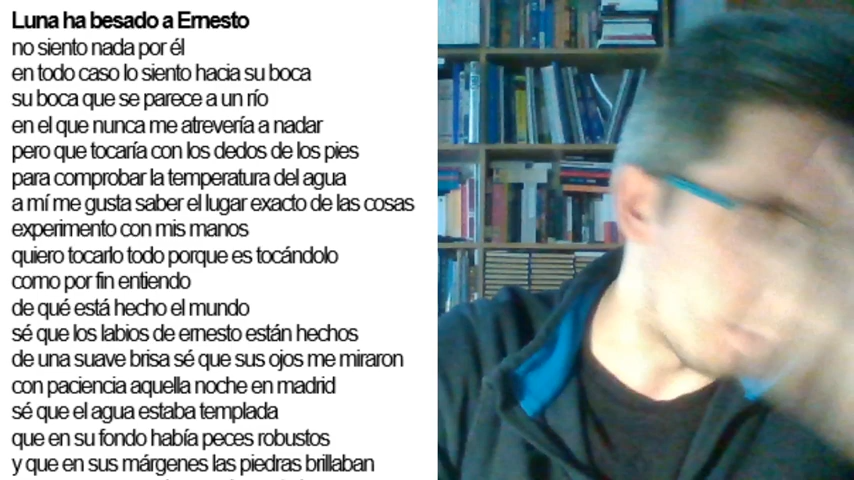 Luna ha besado a Ernesto
no siento nada por él
en todo caso lo siento hacia su boca
su boca que se parece a un río
en el que nunca me atrevería a nadar
pero que tocaría con los dedos de los pies
para comprobar la temperatura del agua
a mí me gusta saber el lugar exacto de las cosas
experimento con mis manos
quiero tocarlo todo porque es tocándolo
como por fin entiendo
de qué está hecho el mundo
sé que los labios de ernesto están hechos
de una suave brisa sé que sus ojos me miraron
con paciencia aquella noche en madrid
sé que el agua estaba templada
que en su fondo había peces robustos
y que en sus márgenes las piedras brillaban